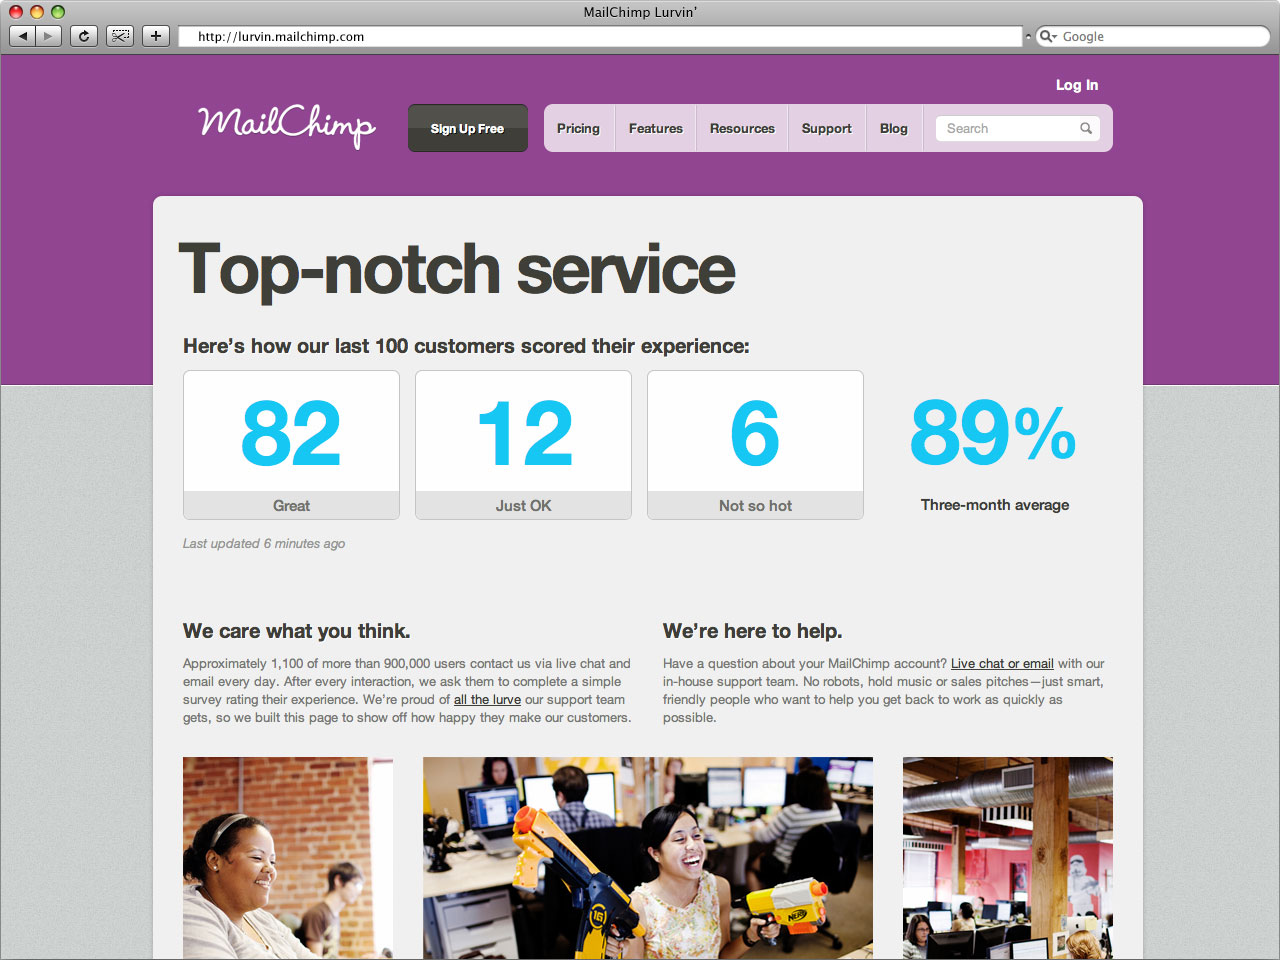 MailChimp Lurvin'
http://lurvin.mailchimp.com
Google
Log In
MailChimp
Sign Up Free
Pricing
Features
Resources
Support
Blog
Search
Top-notch service
Here’s how our last 100 customers scored their experience:
82
12
6
89%
Great
Just OK
Not so hot
Three-month average
Last updated 6 minutes ago
We care what you think.
Approximately 1,100 of more than 900,000 users contact us via live chat and
email every day. After every interaction, we ask them to complete a simple
survey rating their experience. We’re proud of all the lurve our support team
gets, so we built this page to show off how happy they make our customers.
We’re here to help.
Have a question about your MailChimp account? Live chat or email with our
in-house support team. No robots, hold music or sales pitches—just smart,
friendly people who want to help you get back to work as quickly as
possible.
NERF